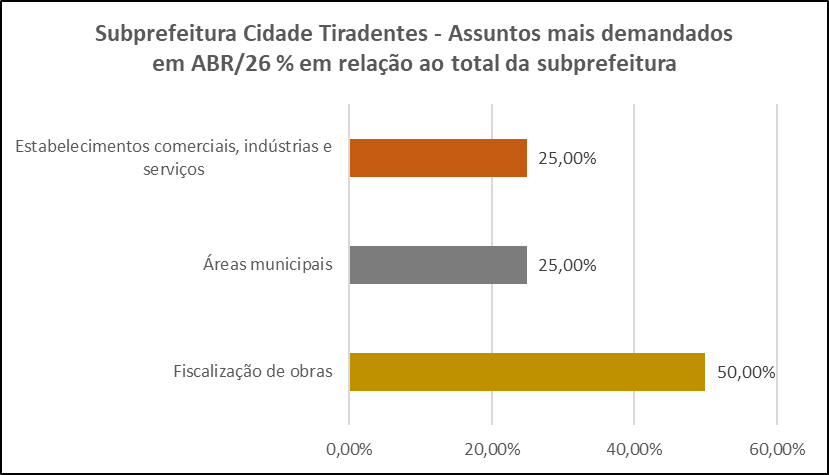 Subprefeitura Cidade Tiradentes - Assuntos mais demandados
em ABR/26 % em relação ao total da subprefeitura
Estabelecimentos comerciais, indústrias e
serviços
25,00%
Áreas municipais
25,00%
Fiscalização de obras
50,00%
0,00%
20,00%
40,00%
60,00%